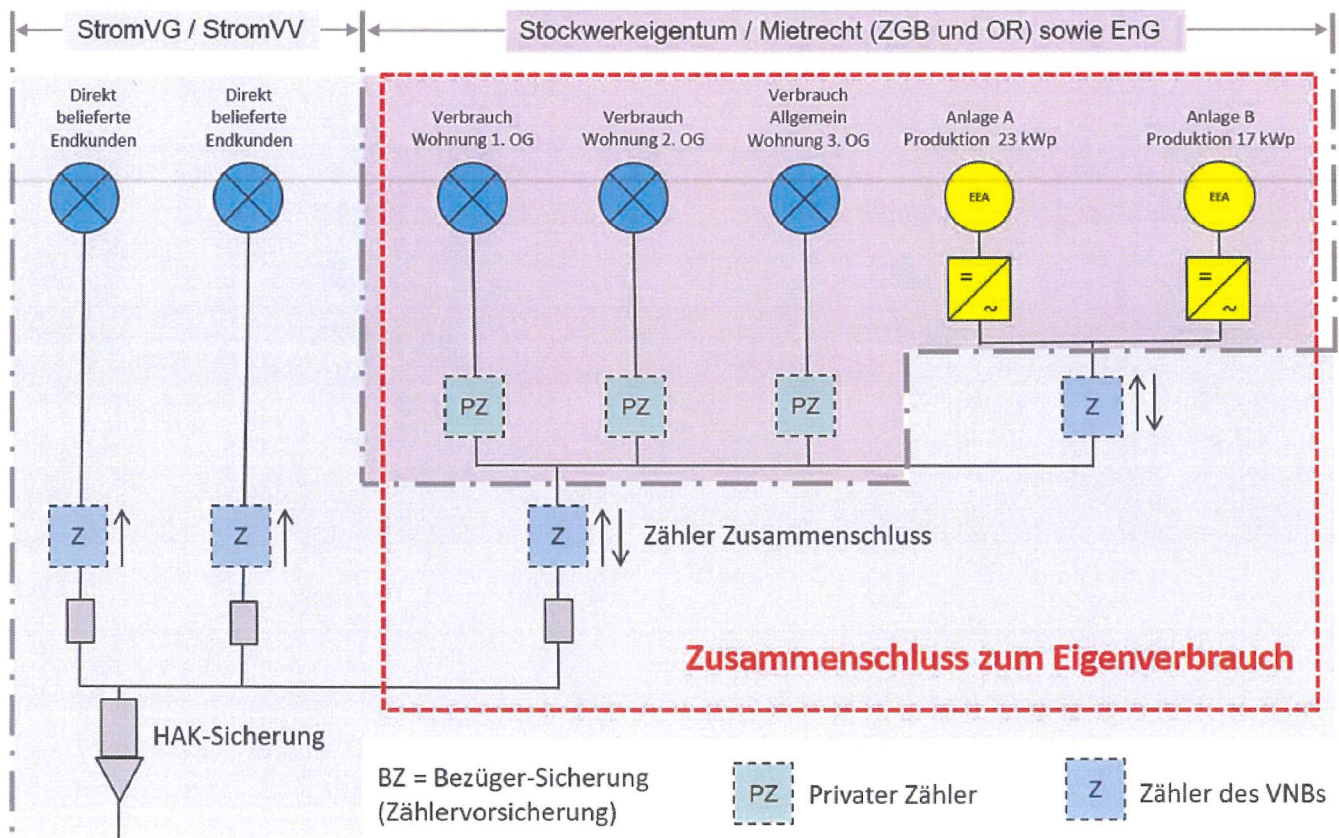 StromVG / StromVV
Stockwerkeigentum / Mietrecht (ZGB und OR) sowie EnG
Direkt
belieferte
Endkunden
Direkt
belieferte
Endkunden
Verbrauch
Wohnung 1. OG
Verbrauch
Wohnung 2. OG
Verbrauch
Allgemein
Wohnung 3. OG
Anlage A
Produktion 23 kWp
Anlage B
Produktion 17 kWp
EEA
EEA
=
~
=
~
PZ
PZ
PZ
Z
Z
Z
Z
Zähler Zusammenschluss
Zusammenschluss zum Eigenverbrauch
HAK-Sicherung
BZ = Bezüger-Sicherung
(Zählervorsicherung)
PZ
Privater Zähler
Z
Zähler des VNBs